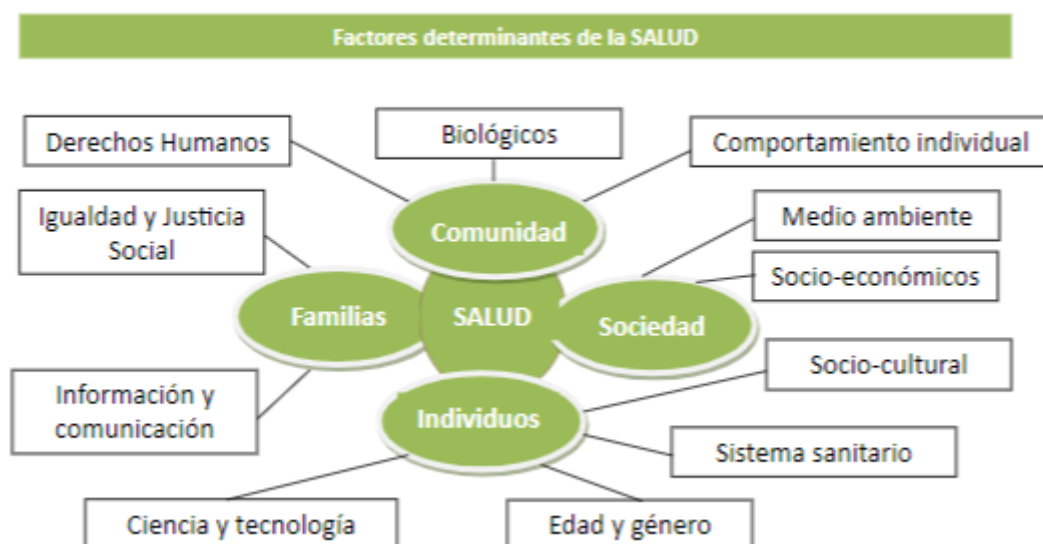 Factores determinantes de la SALUD
Derechos Humanos
Biológicos
Comportamiento individual
Igualdad y Justicia
Social
Comunidad
Medio ambiente
Socio-económicos
Familias
SALUD
Sociedad
Información y
comunicación
Individuos
Socio-cultural
Sistema sanitario
Ciencia y tecnología
Edad y género